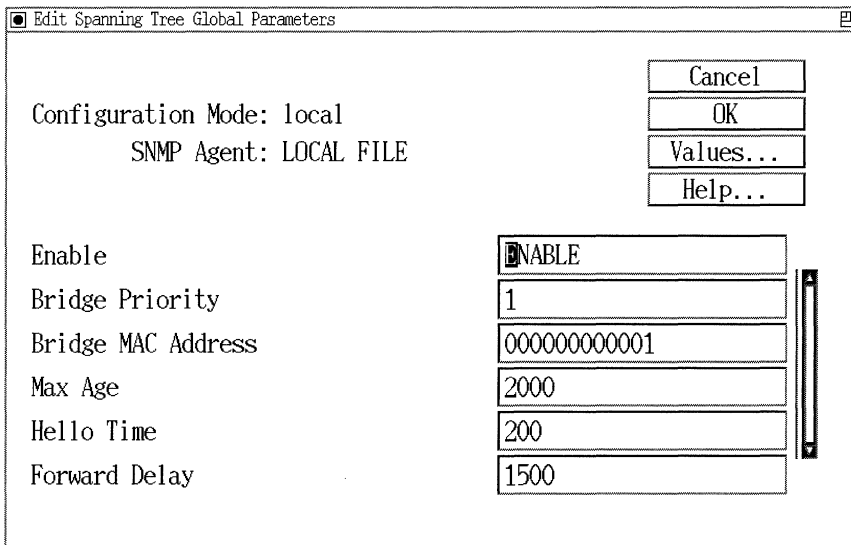 Edit Spanning Tree Global Parameters
Cancel
Configuration Mode: local
OK
SNMP Agent: LOCAL FILE
Values...
Help...
Enable
ENABLE
Bridge Priority
1
Bridge MAC Address
000000000001
Max Age
2000
Hello Time
200
Forward Delay
1500